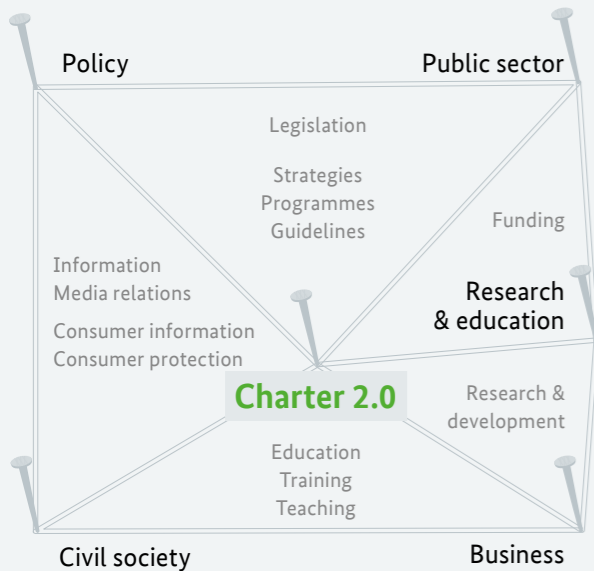 Policy
Public sector
Legislation
Strategies
Programmes
Guidelines
Funding
Information
Media relations
Consumer information
Consumer protection
Research
& education
Charter 2.0
Research &
development
Education
Training
Teaching
Civil society
Business